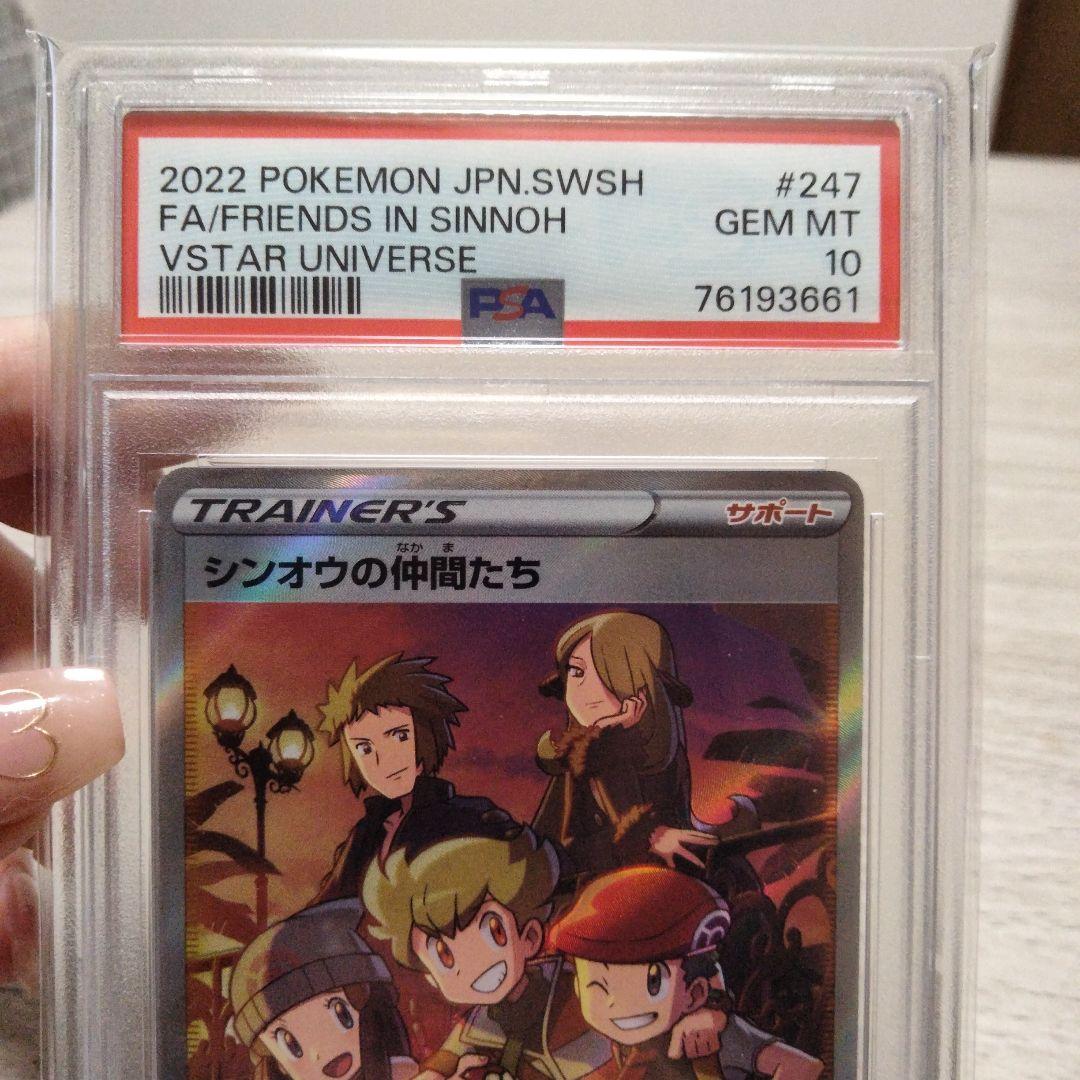 2022 POKEMON JPN.SWSH #247
FA/FRIENDS IN SINNOH GEM MT
VSTAR UNIVERSE 10
PSA 76193661
TRAINER'S サポート
なかま
シンオウの仲間たち